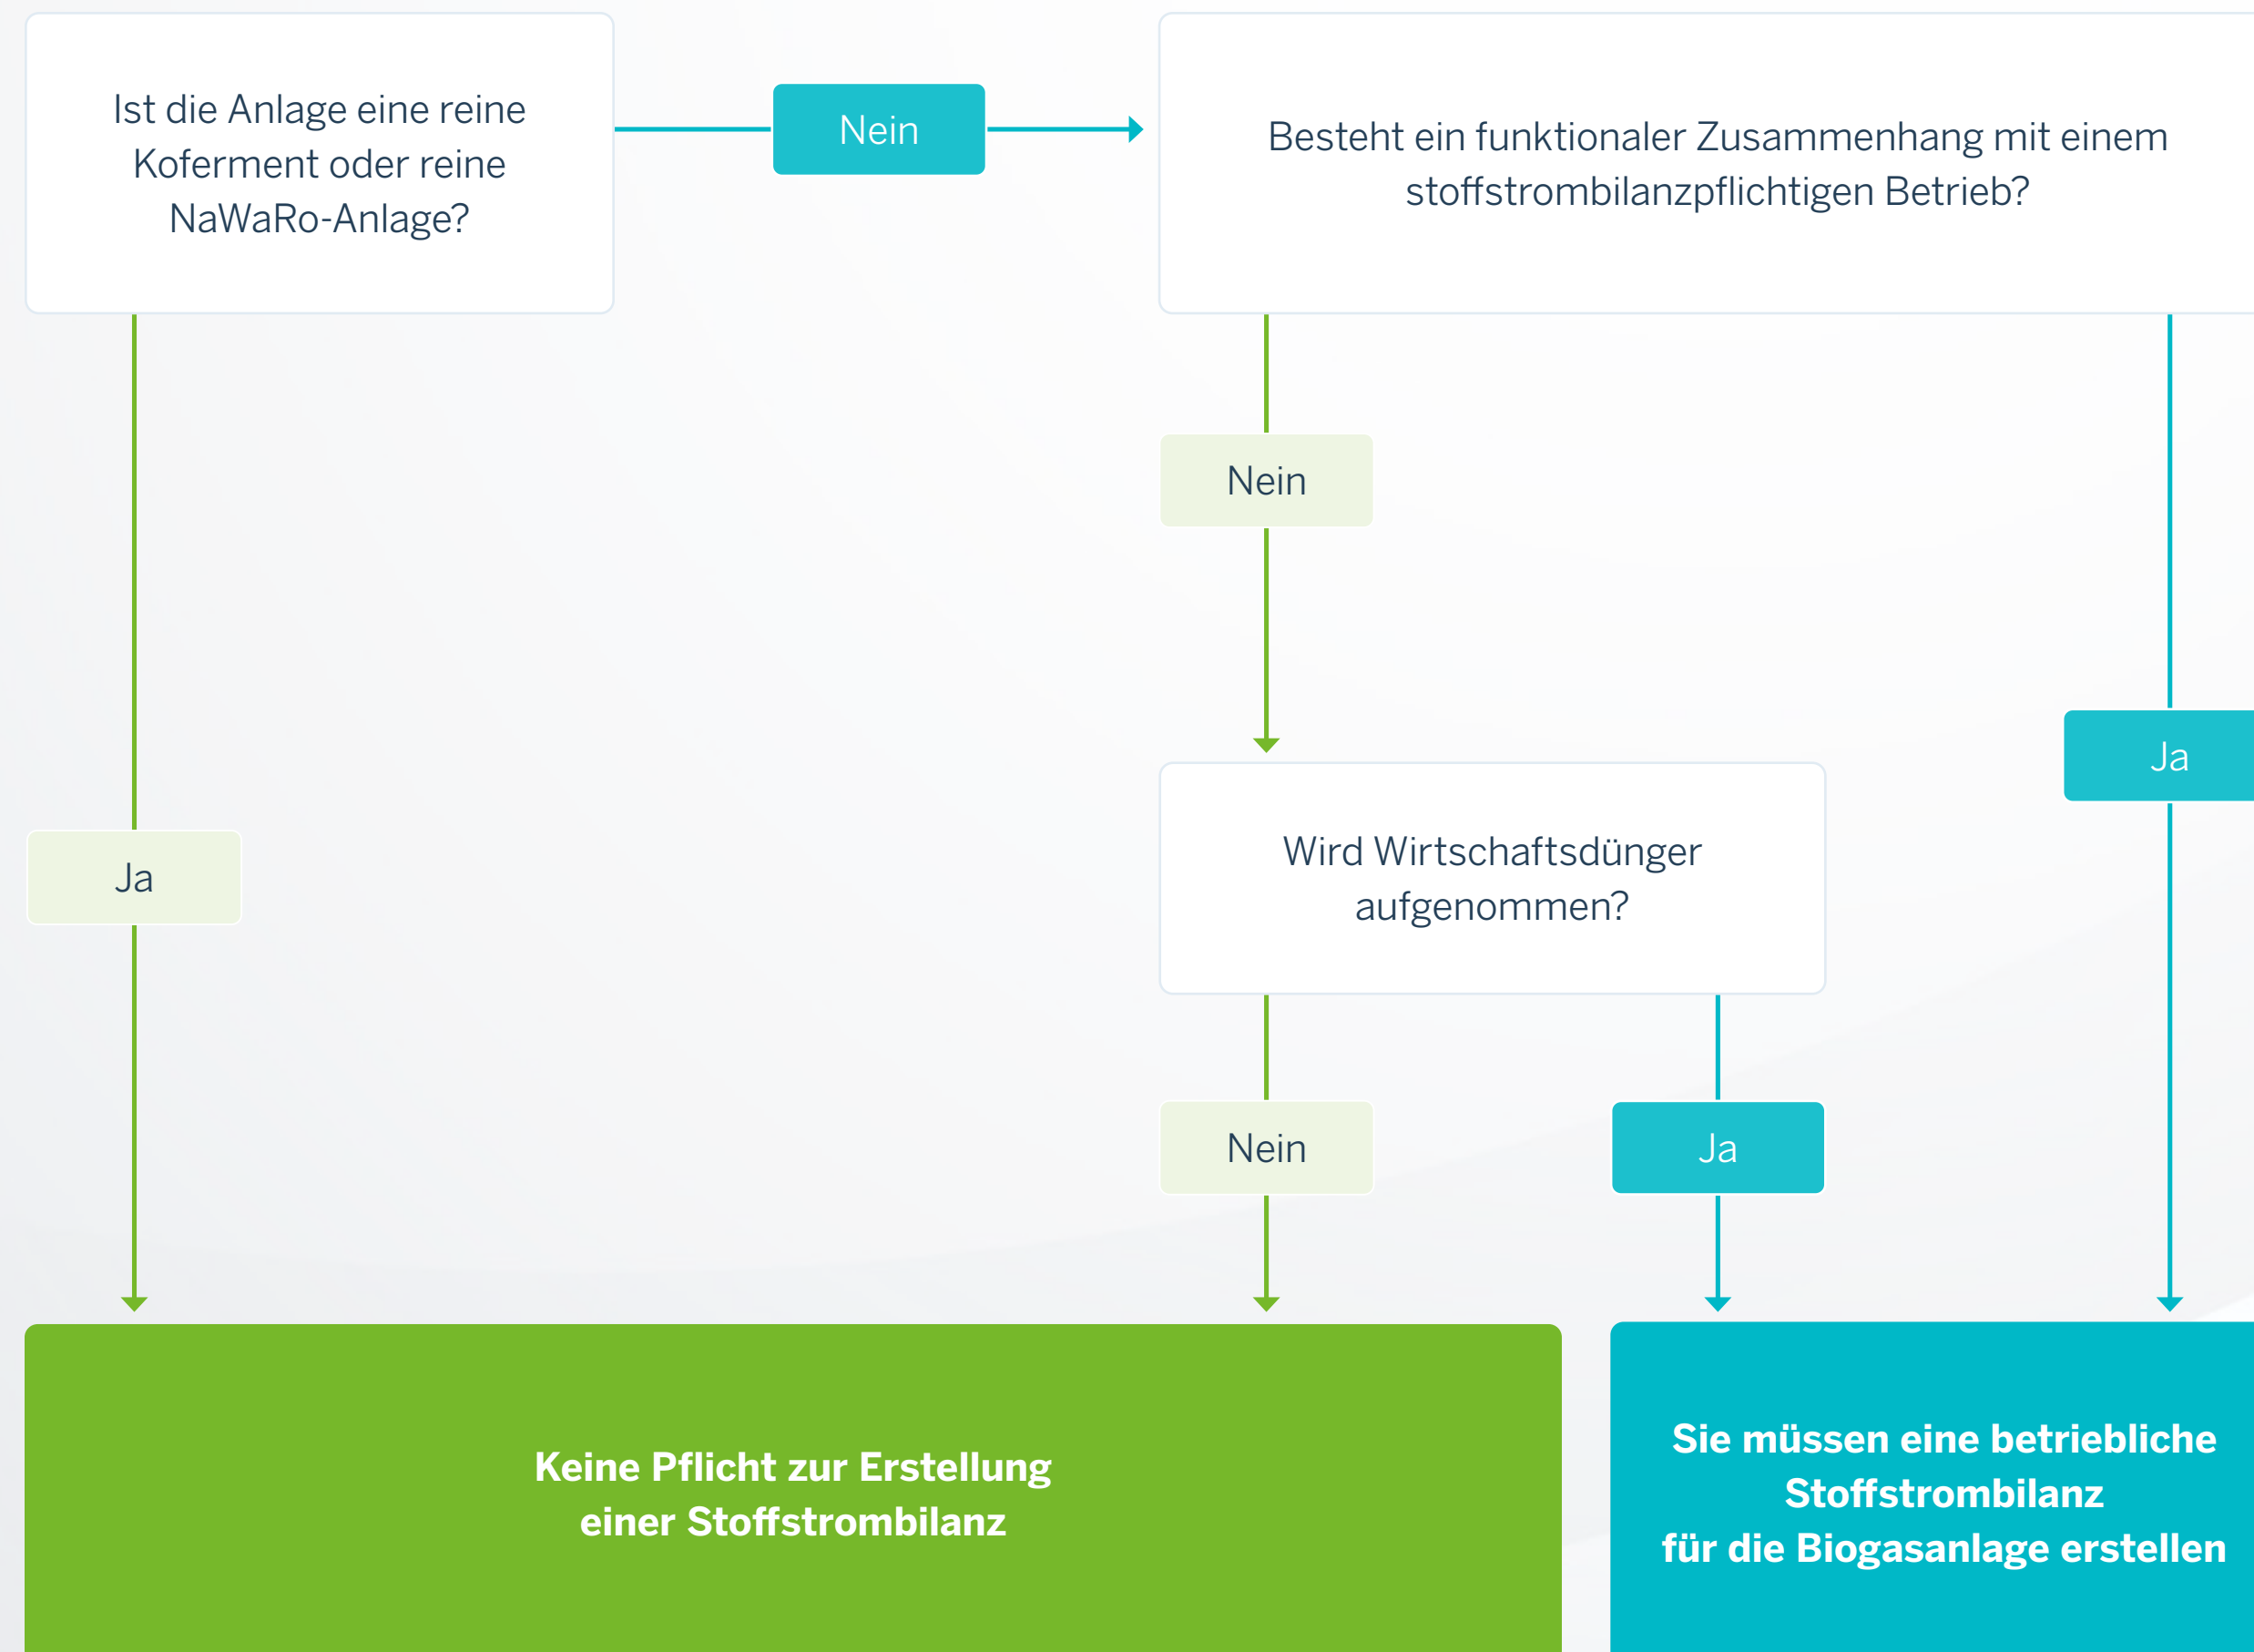 Ist die Anlage eine reine
Koferment oder reine
NaWaRo-Anlage?
Nein
Besteht ein funktionaler Zusammenhang mit einem
stoffstrombilanzpflichtigen Betrieb?
Nein
Ja
Wird Wirtschaftsdünger
aufgenommen?
Ja
Nein
Ja
Keine Pflicht zur Erstellung
einer Stoffstrombilanz
Sie müssen eine betriebliche
Stoffstrombilanz
für die Biogasanlage erstellen